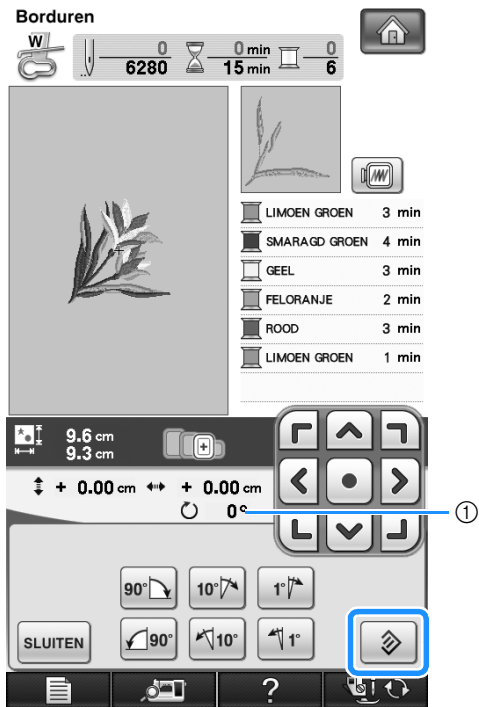 Borduren
W
0 0 min 0
6280 15 min 6
LIMOEN GROEN 3 min
SMARAGD GROEN 4 min
GEEL 3 min
FELORANJE 2 min
ROOD 3 min
LIMOEN GROEN 1 min
9.6 cm
9.3 cm
+ 0.00 cm + 0.00 cm
0°
①
90° 10° 1°
SLUITEN 90° 10° 1°
?